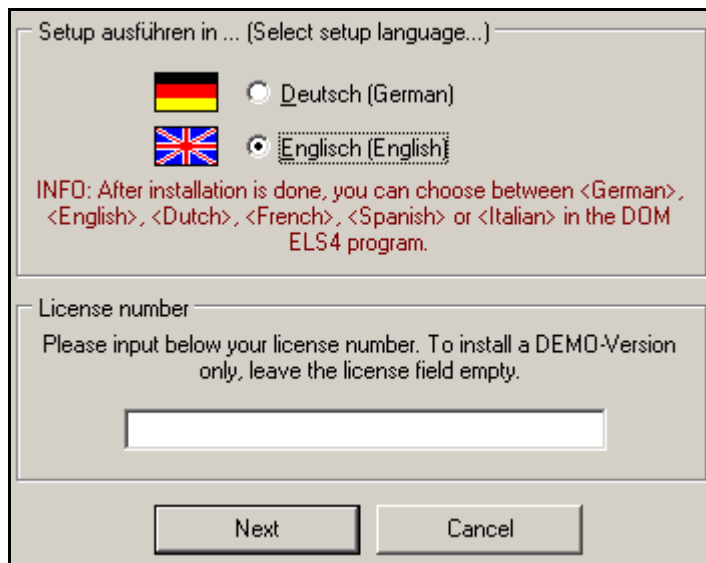 Setup ausführen in ... (Select setup language...)
Deutsch (German)
Englisch (English)
INFO: After installation is done, you can choose between <German>,
<English>, <Dutch>, <French>, <Spanish> or <Italian> in the DOM
ELS4 program.
License number
Please input below your license number. To install a DEMO-Version
only, leave the license field empty.
Next Cancel